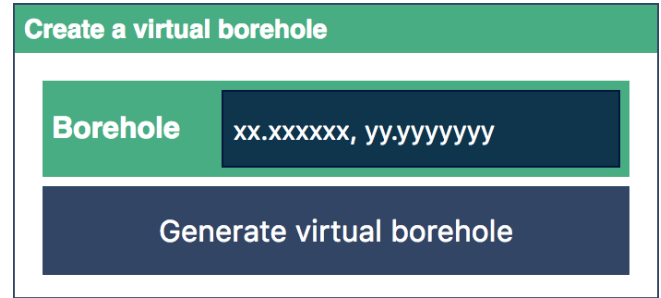 Create a virtual borehole
Borehole
xx.xxxxxx, yy.yyyyyyy
Generate virtual borehole